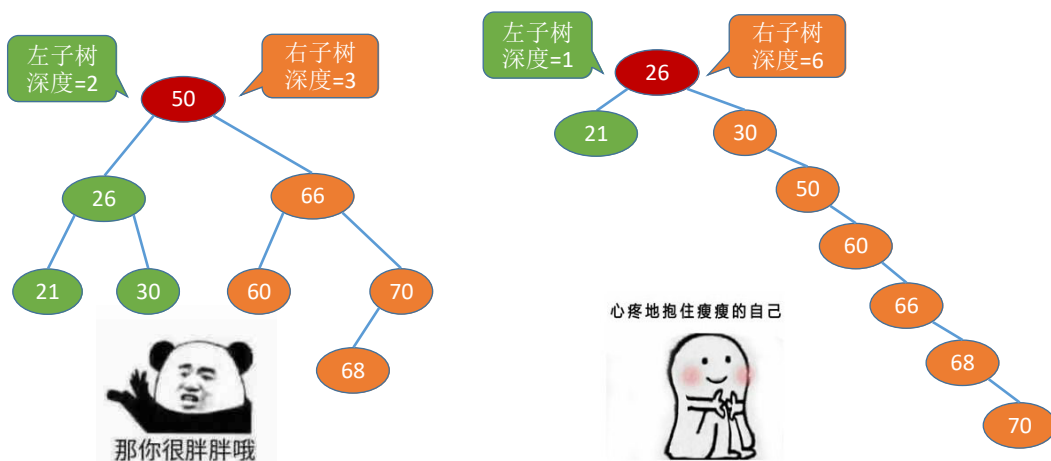 左子树
深度=2
右子树
深度=3
50
26
66
21
30
60
70
68
那你很胖胖哦
左子树
深度=1
右子树
深度=6
26
21
30
50
60
66
68
70
心疼地抱住瘦瘦的自己